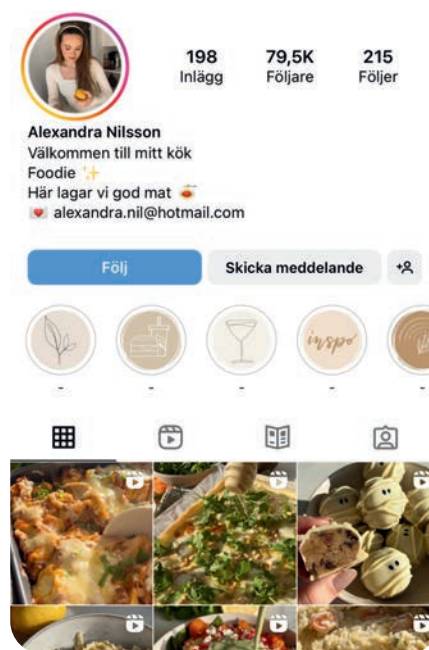 198 79,5K 215
Inlägg Följare Följer
Alexandra Nilsson
Välkommen till mitt kök
Foodie ✨
Här lagar vi god mat 🍝
💌 alexandra.nil@hotmail.com
Följ Skicka meddelande
inspo
- - - - -